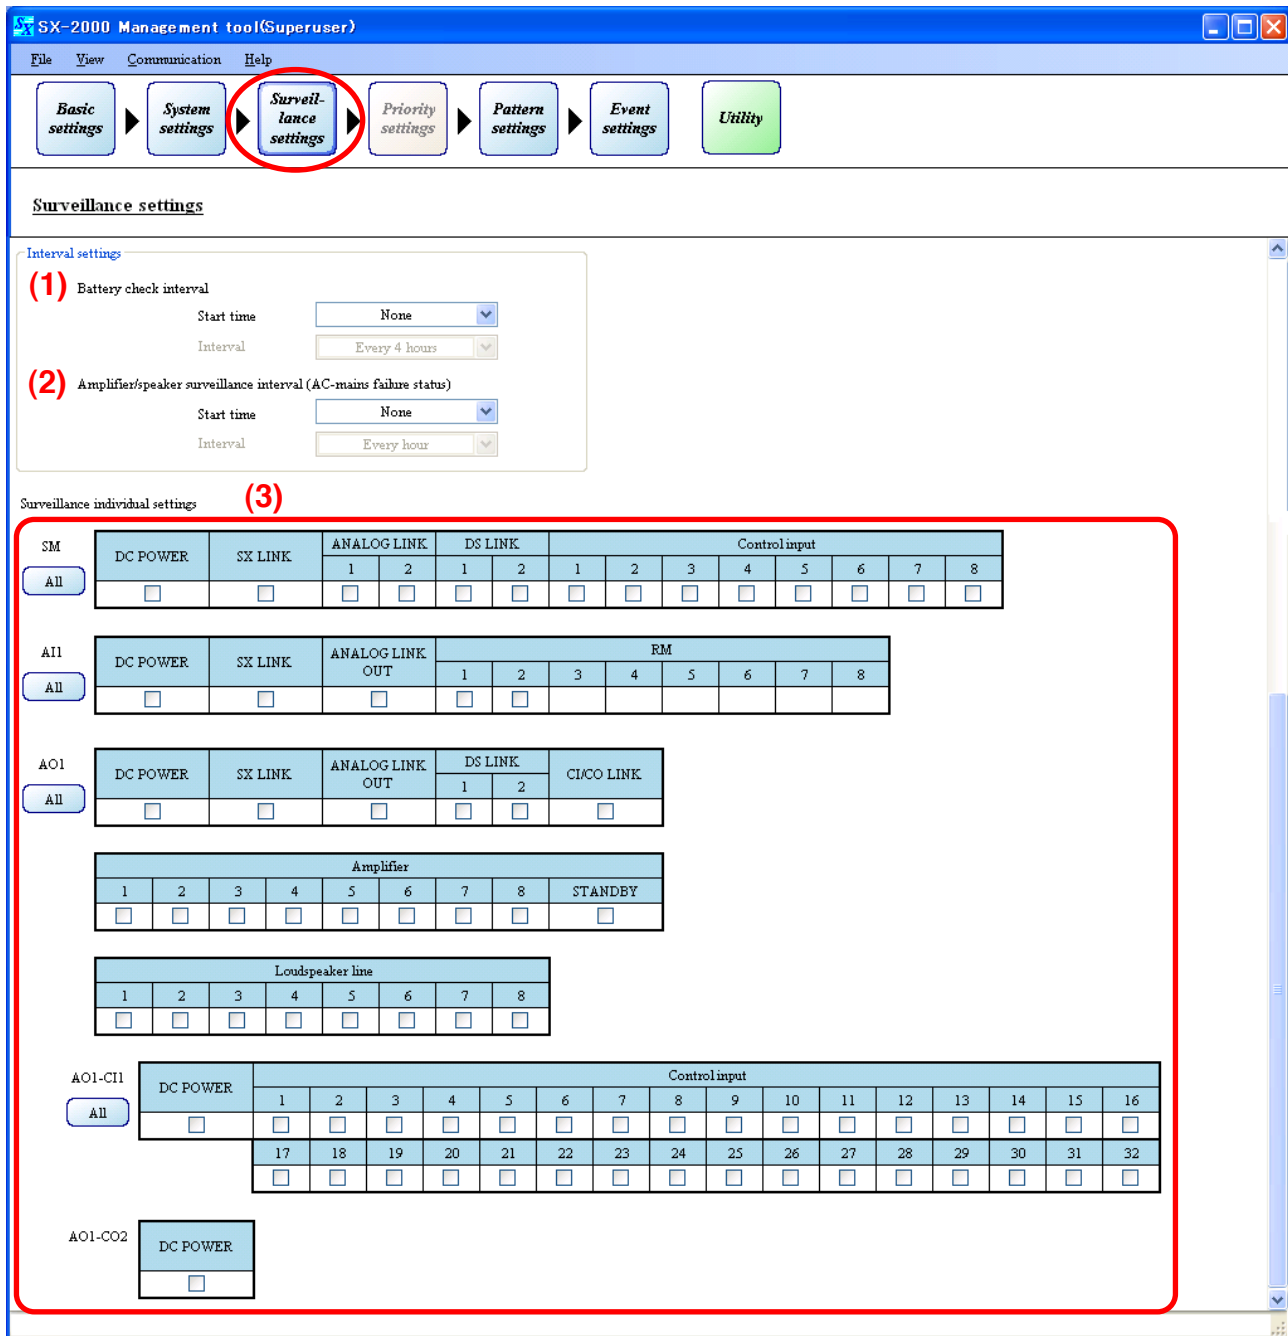 SX-2000 Management tool(Superuser)
File View Communication Help
Basic settings
System settings
Surveil-lance settings
Priority settings
Pattern settings
Event settings
Utility
Surveillance settings
Interval settings
(1) Battery check interval
Start time None
Interval Every 4 hours
(2) Amplifier/speaker surveillance interval (AC-mains failure status)
Start time None
Interval Every hour
Surveillance individual settings (3)
SM DC POWER SX LINK ANALOG LINK DS LINK Control input
All 1 2 1 2 1 2 3 4 5 6 7 8
AI1 DC POWER SX LINK ANALOG LINK OUT RM
All 1 2 3 4 5 6 7 8
AO1 DC POWER SX LINK ANALOG LINK OUT DS LINK CI/CO LINK
All 1 2
Amplifier
1 2 3 4 5 6 7 8 STANDBY
Loudspeaker line
1 2 3 4 5 6 7 8
AO1-CI1 DC POWER Control input
All 1 2 3 4 5 6 7 8 9 10 11 12 13 14 15 16
17 18 19 20 21 22 23 24 25 26 27 28 29 30 31 32
AO1-CO2 DC POWER